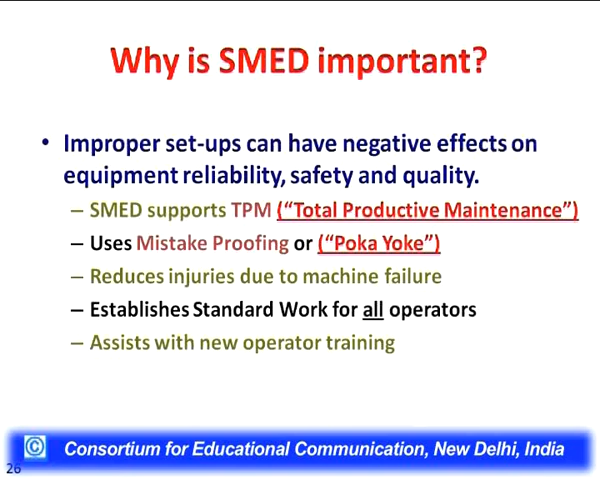 Why is SMED important?
• Improper set-ups can have negative effects on
equipment reliability, safety and quality.
– SMED supports TPM (“Total Productive Maintenance”)
– Uses Mistake Proofing or (“Poka Yoke”)
– Reduces injuries due to machine failure
– Establishes Standard Work for all operators
– Assists with new operator training
© Consortium for Educational Communication, New Delhi, India
26